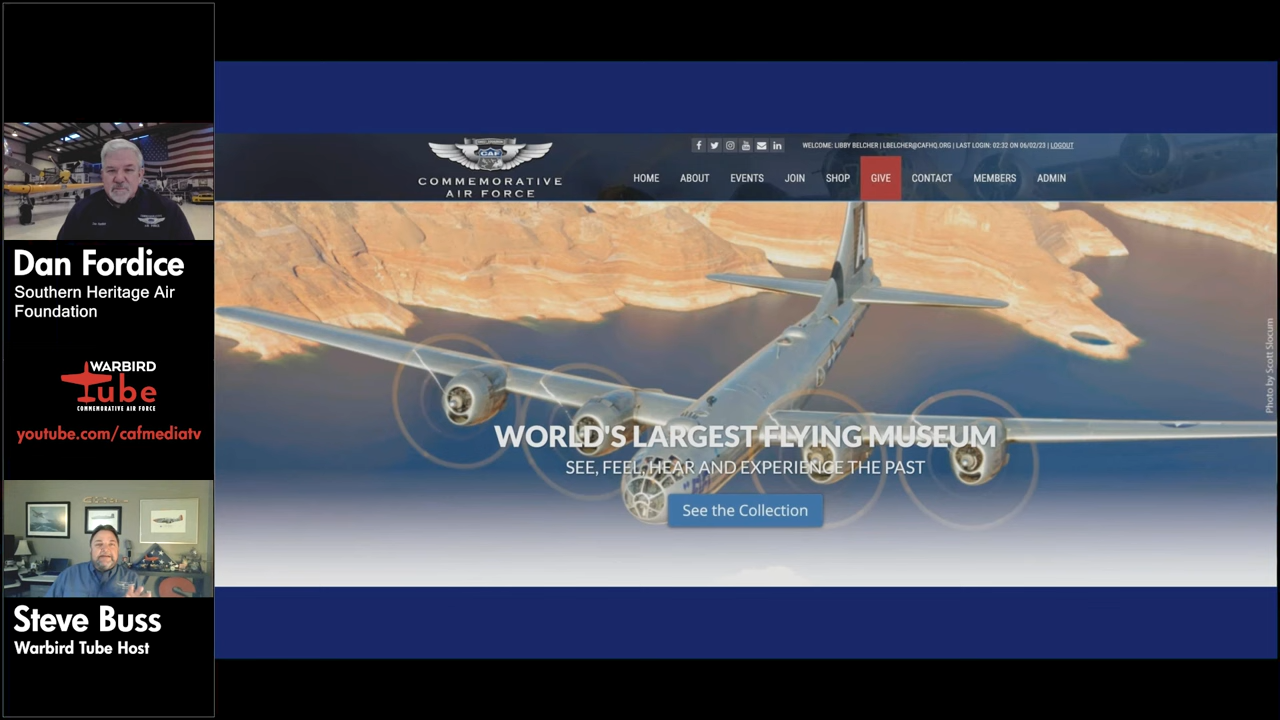 Dan Fordice
Southern Heritage Air
Foundation
WARBIRD
Tube
COMMEMORATIVE AIR FORCE
youtube.com/cafmediatv
Steve Buss
Warbird Tube Host
CAF
COMMEMORATIVE
AIR FORCE
WELCOME: LIBBY BELCHER | LBELCHER@CAFHQ.ORG | LAST LOGIN: 02:32 ON 06/02/23 | LOGOUT
HOME ABOUT EVENTS JOIN SHOP GIVE CONTACT MEMBERS ADMIN
WORLD'S LARGEST FLYING MUSEUM
SEE, FEEL, HEAR AND EXPERIENCE THE PAST
See the Collection
Photo by Scott Slocum